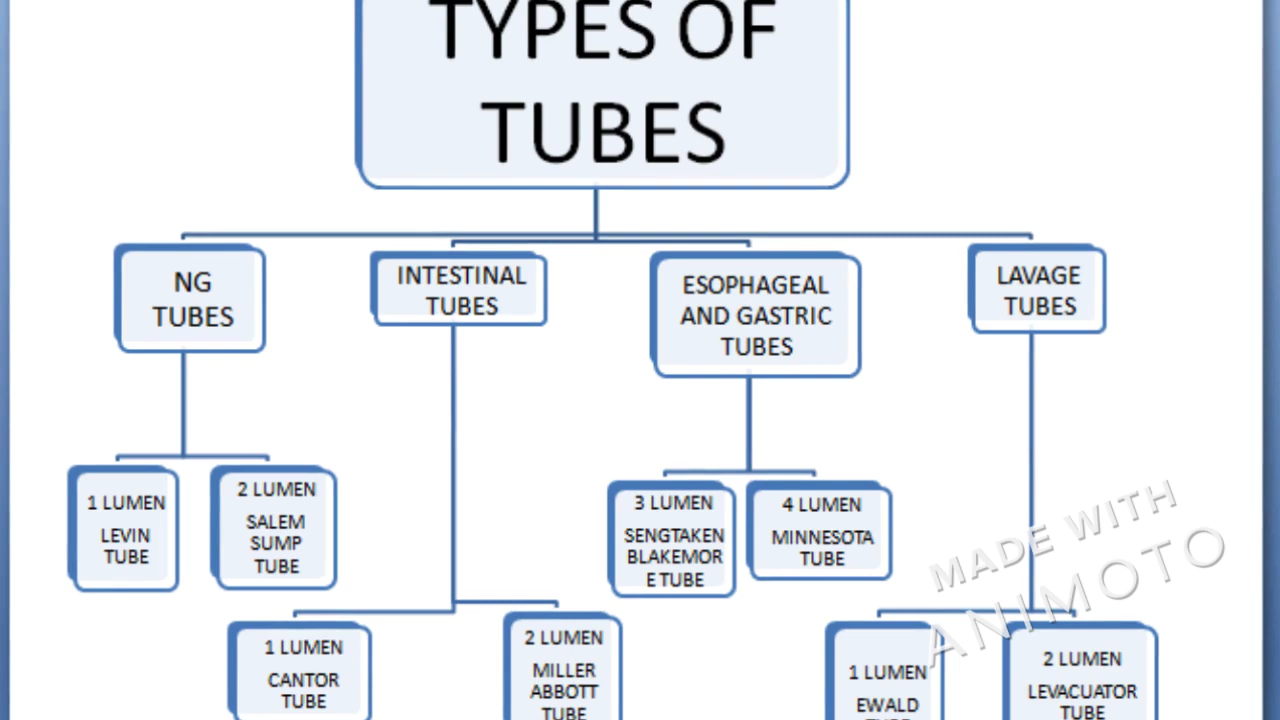 TYPES OF
TUBES
NG
TUBES
INTESTINAL
TUBES
ESOPHAGEAL
AND GASTRIC
TUBES
LAVAGE
TUBES
1 LUMEN
LEVIN
TUBE
2 LUMEN
SALEM
SUMP
TUBE
3 LUMEN
SENGTAKEN
BLAKEMOR
E TUBE
4 LUMEN
MINNESOTA
TUBE
1 LUMEN
CANTOR
TUBE
2 LUMEN
MILLER
ABBOTT
TUBE
1 LUMEN
EWALD
TUBE
2 LUMEN
LEVACUATOR
TUBE
MADE WITH
ANIMOTO